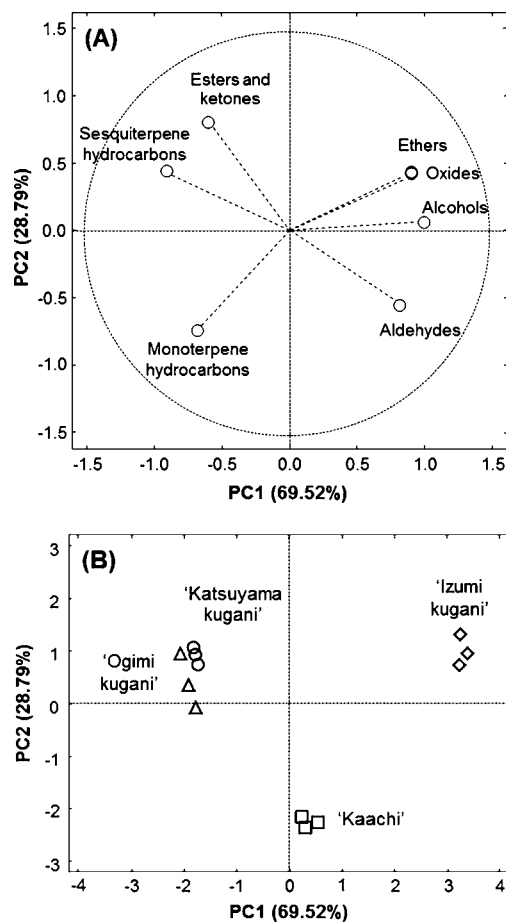 (A)
1.5
1.0
0.5
0.0
-0.5
-1.0
-1.5
PC2 (28.79%)
Esters and
ketones
Sesquiterpene
hydrocarbons
Ethers
Oxides
Alcohols
Aldehydes
Monoterpene
hydrocarbons
-1.5 -1.0 -0.5 0.0 0.5 1.0 1.5
PC1 (69.52%)
(B)
3
2
1
0
-1
-2
-3
PC2 (28.79%)
'Katsuyama
kugani'
'Izumi
kugani'
'Ogimi
kugani'
'Kaachi'
-4 -3 -2 -1 0 1 2 3 4
PC1 (69.52%)